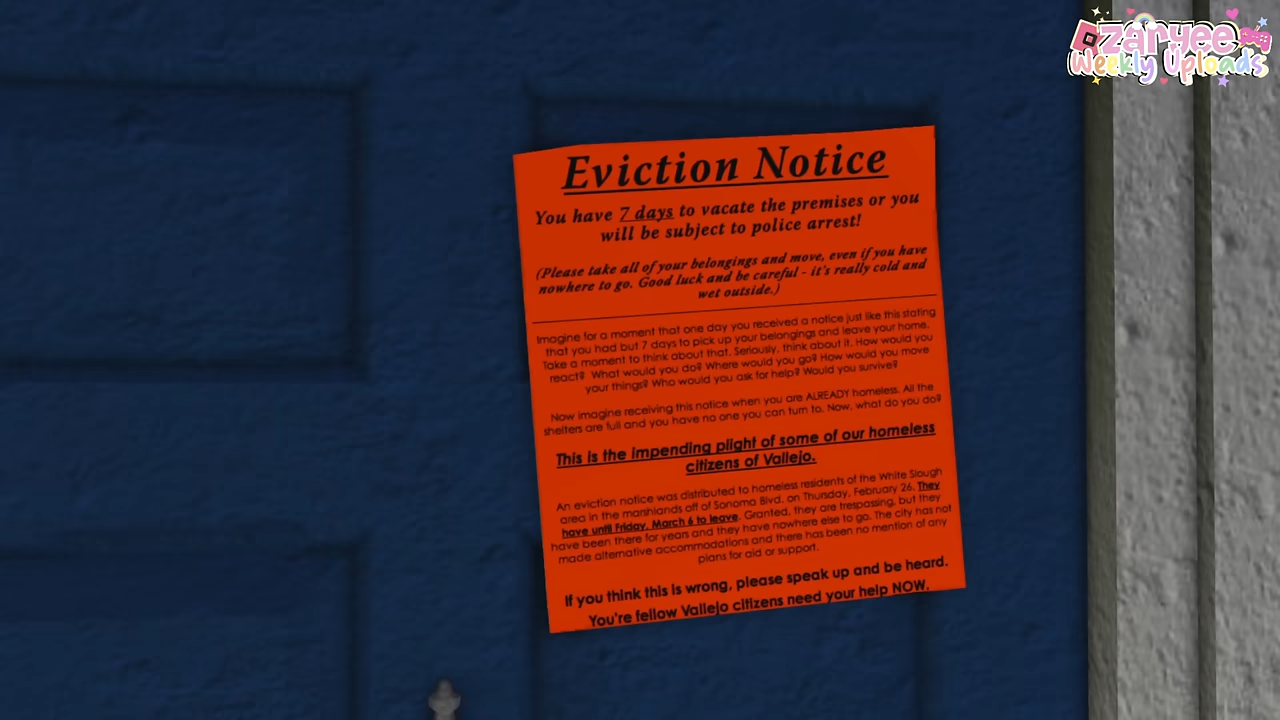 Ozaryee
Weekly Uploads
Eviction Notice
You have 7 days to vacate the premises or you
will be subject to police arrest!
(Please take all of your belongings and move, even if you have
nowhere to go. Good luck and be careful - it's really cold and
wet outside.)
Imagine for a moment that one day you received a notice just like this stating
that you had but 7 days to pick up your belongings and leave your home.
Take a moment to think about that. Seriously, think about it. How would you
react? What would you do? Where would you go? How would you move
your things? Who would you ask for help? Would you survive?
Now imagine receiving this notice when you are ALREADY homeless. All the
shelters are full and you have no one you can turn to. Now, what do you do?
This is the impending plight of some of our homeless
citizens of Vallejo.
An eviction notice was distributed to homeless residents of the White Slough
area in the marshlands off of Sonoma Blvd. on Thursday, February 26. They
have until Friday, March 6 to leave. Granted, they are trespassing, but they
have been there for years and they have nowhere else to go. The city has not
made alternative accommodations and there has been no mention of any
plans for aid or support.
If you think this is wrong, please speak up and be heard.
You're fellow Vallejo citizens need your help NOW.